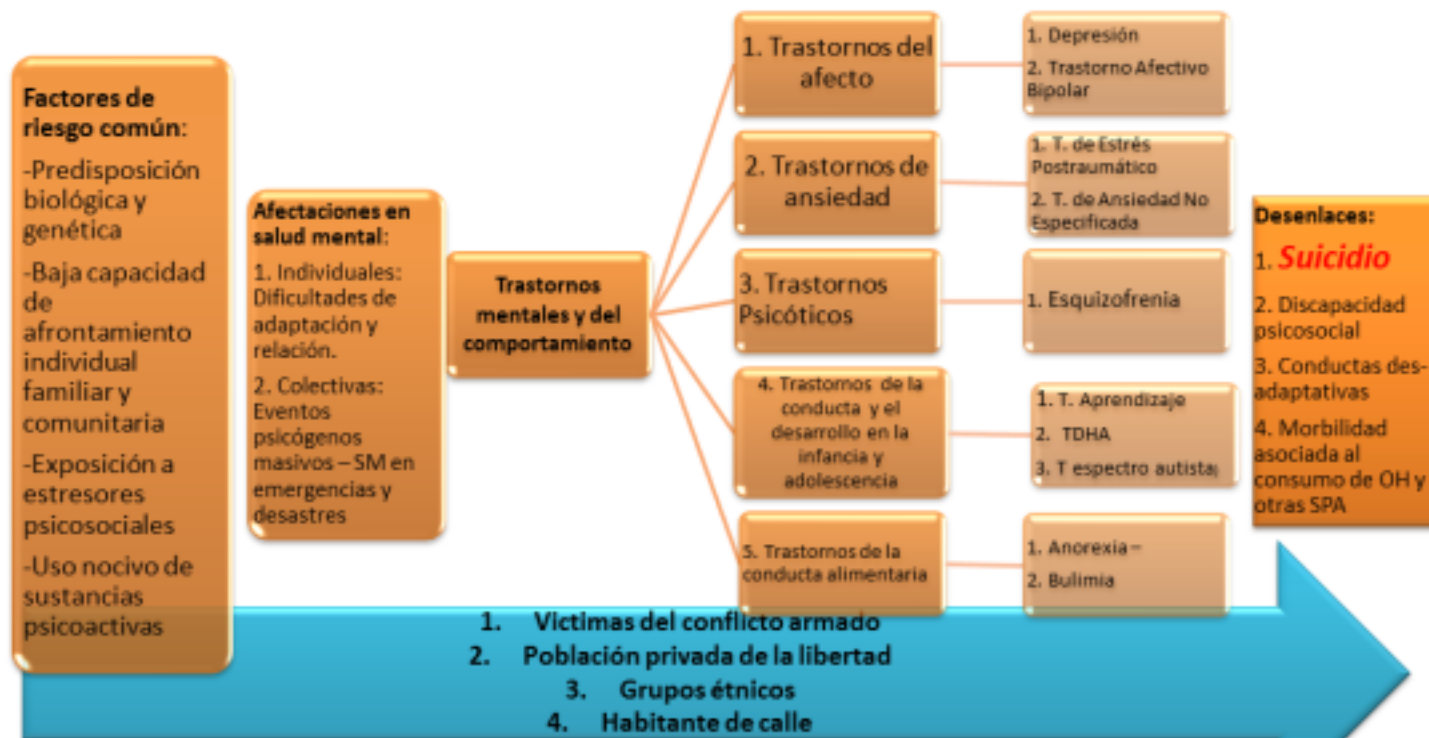 Factores de
riesgo común:
-Predisposición
biológica y
genética
-Baja capacidad
de
afrontamiento
individual
familiar y
comunitaria
-Exposición a
estresores
psicosociales
-Uso nocivo de
sustancias
psicoactivas
Afectaciones en
salud mental:
1. Individuales:
Dificultades de
adaptación y
relación.
2. Colectivas:
Eventos
psicógenos
masivos – SM en
emergencias y
desastres
Trastornos
mentales y del
comportamiento
1. Trastornos del
afecto
1. Depresión
2. Trastorno Afectivo
Bipolar
2. Trastornos de
ansiedad
1. T. de Estrés
Postraumático
2. T. de Ansiedad No
Especificada
3. Trastornos
Psicóticos
1. Esquizofrenia
4. Trastornos de la
conducta y el
desarrollo en la
infancia y
adolescencia
1. T. Aprendizaje
2. TDHA
3. T espectro autista
5. Trastornos de la
conducta alimentaria
1. Anorexia –
2. Bulimia
Desenlaces:
1. Suicidio
2. Discapacidad
psicosocial
3. Conductas des-
adaptativas
4. Morbilidad
asociada al
consumo de OH y
otras SPA
1. Victimas del conflicto armado
2. Población privada de la libertad
3. Grupos étnicos
4. Habitante de calle